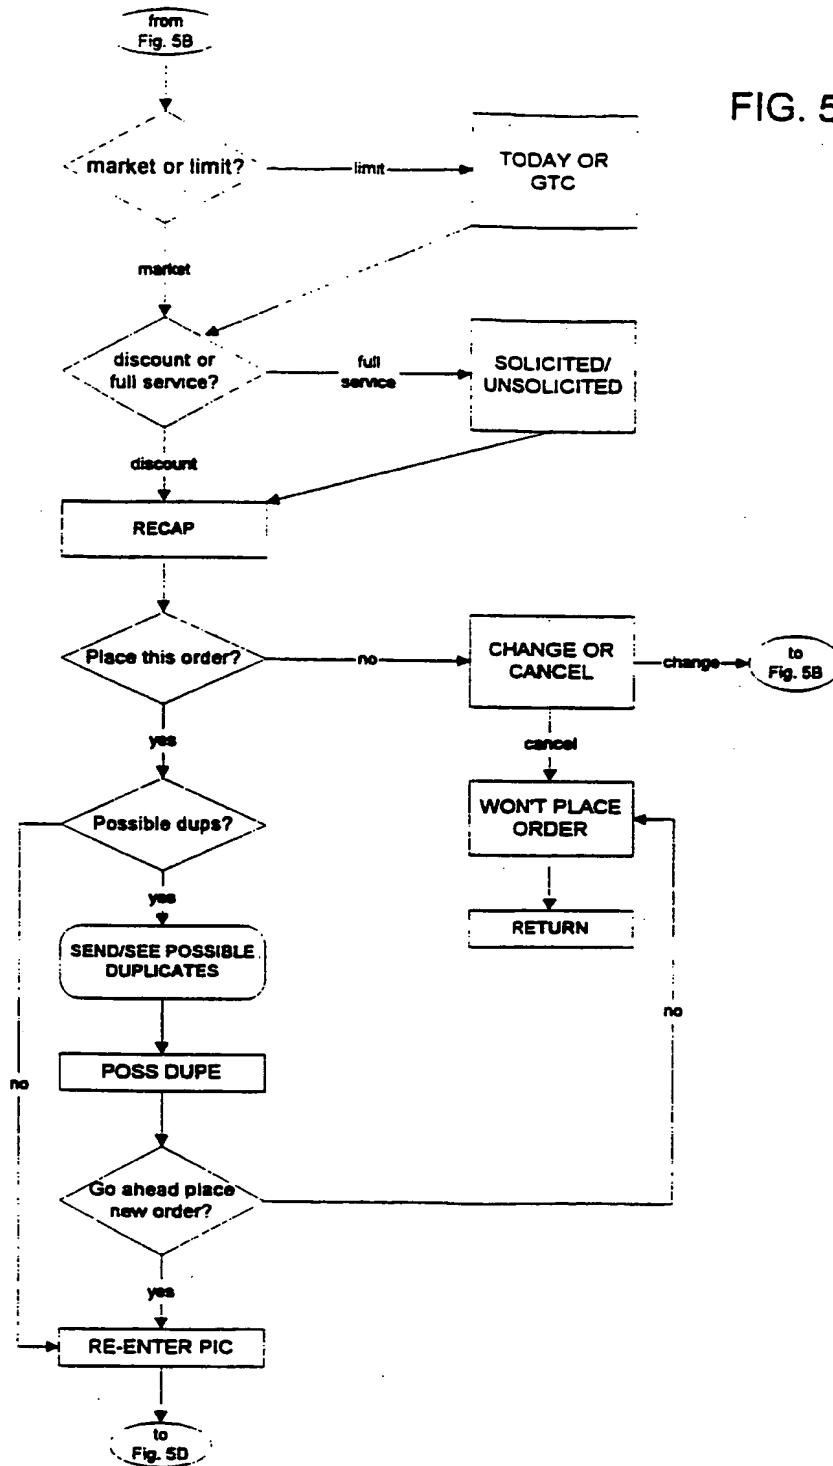 from
Fig. 5B
FIG. 5
market or limit?
limit
TODAY OR
GTC
market
discount or
full service?
full
service
SOLICITED/
UNSOLICITED
discount
RECAP
Place this order?
no
CHANGE OR
CANCEL
change
to
Fig. 5B
yes
cancel
Possible dups?
WON'T PLACE
ORDER
yes
SEND/SEE POSSIBLE
DUPLICATES
RETURN
no
POSS DUPE
no
Go ahead place
new order?
yes
RE-ENTER PIC
to
Fig. 5D